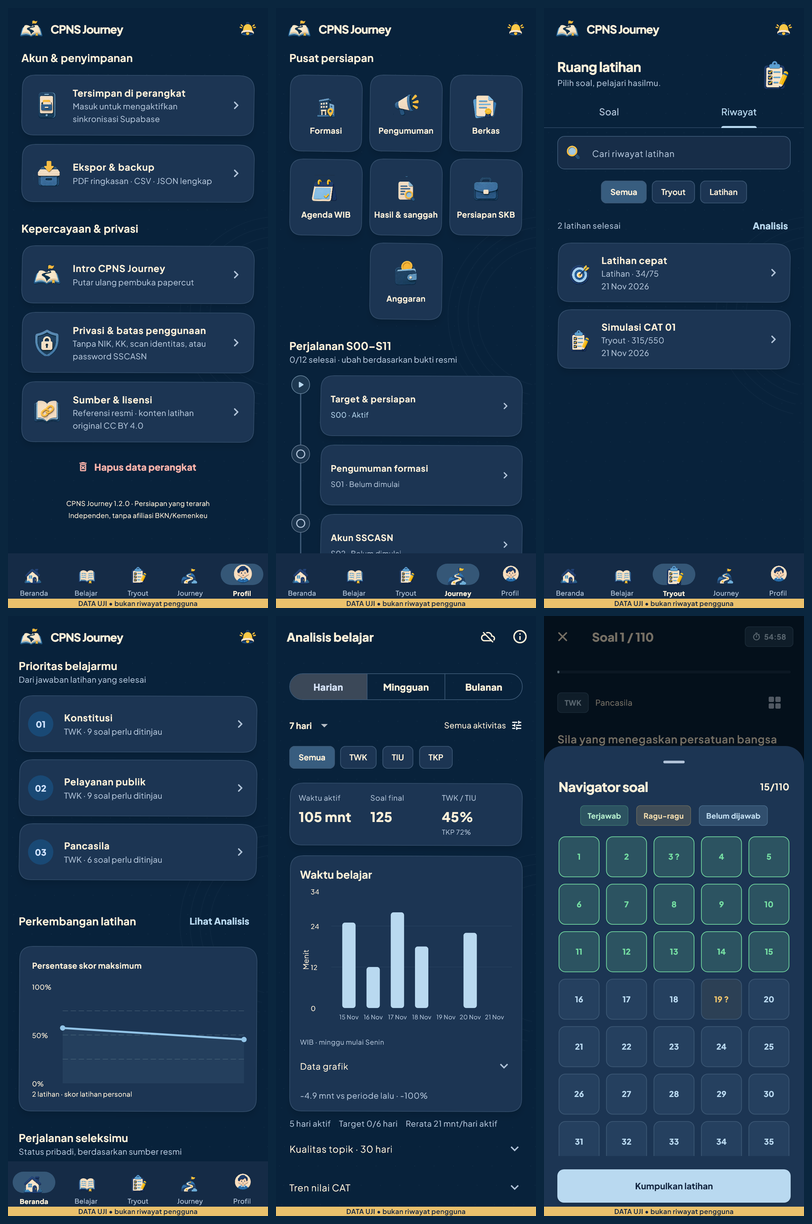 CPNS Journey
Akun & penyimpanan
Tersimpan di perangkat
Masuk untuk mengaktifkan
sinkronisasi Supabase
Ekspor & backup
PDF ringkasan · CSV · JSON lengkap
Kepercayaan & privasi
Intro CPNS Journey
Putar ulang pembuka papercut
Privasi & batas penggunaan
Tanpa NIK, KK, scan identitas, atau
password SSCASN
Sumber & lisensi
Referensi resmi · konten latihan
original CC BY 4.0
Hapus data perangkat
CPNS Journey 1.2.0 · Persiapan yang terarah
Independen, tanpa afiliasi BKN/Kemenkeu
Beranda Belajar Tryout Journey Profil
DATA UJI • bukan riwayat pengguna
CPNS Journey
Pusat persiapan
Formasi Pengumuman Berkas
Agenda WIB Hasil & sanggah Persiapan SKB
Anggaran
Perjalanan S00–S11
0/12 selesai · ubah berdasarkan bukti resmi
Target & persiapan
S00 · Aktif
Pengumuman formasi
S01 · Belum dimulai
Akun SSCASN
S02 · Belum dimulai
Beranda Belajar Tryout Journey Profil
DATA UJI • bukan riwayat pengguna
CPNS Journey
Ruang latihan
Pilih soal, pelajari hasilmu.
Soal Riwayat
Cari riwayat latihan
Semua Tryout Latihan
2 latihan selesai Analisis
Latihan cepat
Latihan · 34/75
21 Nov 2026
Simulasi CAT 01
Tryout · 315/550
21 Nov 2026
Beranda Belajar Tryout Journey Profil
DATA UJI • bukan riwayat pengguna
CPNS Journey
Prioritas belajarmu
Dari jawaban latihan yang selesai
01 Konstitusi
TWK · 9 soal perlu ditinjau
02 Pelayanan publik
TWK · 9 soal perlu ditinjau
03 Pancasila
TWK · 6 soal perlu ditinjau
Perkembangan latihan Lihat Analisis
Persentase skor maksimum
100%
50%
0%
2 latihan · skor latihan personal
Perjalanan seleksimu
Status pribadi, berdasarkan sumber resmi
Beranda Belajar Tryout Journey Profil
DATA UJI • bukan riwayat pengguna
Analisis belajar
Harian Mingguan Bulanan
7 hari Semua aktivitas
Semua TWK TIU TKP
Waktu aktif Soal final TWK / TIU
105 mnt 125 45%
TKP 72%
Waktu belajar
34
24
Menit
12
0
15 Nov 16 Nov 17 Nov 18 Nov 19 Nov 20 Nov 21 Nov
WIB · minggu mulai Senin
Data grafik
-4.9 mnt vs periode lalu · -100%
5 hari aktif Target 0/6 hari Rerata 21 mnt/hari aktif
Kualitas topik · 30 hari
Tren nilai CAT
DATA UJI • bukan riwayat pengguna
Soal 1 / 110 54:58
TWK Pancasila
Sila yang menegaskan persatuan bangsa
Navigator soal 15/110
Terjawab Ragu-ragu Belum dijawab
1 2 3 ? 4 5
6 7 8 9 10
11 12 13 14 15
16 17 18 19 ? 20
21 22 23 24 25
26 27 28 29 30
31 32 33 34 35
Kumpulkan latihan
DATA UJI • bukan riwayat pengguna